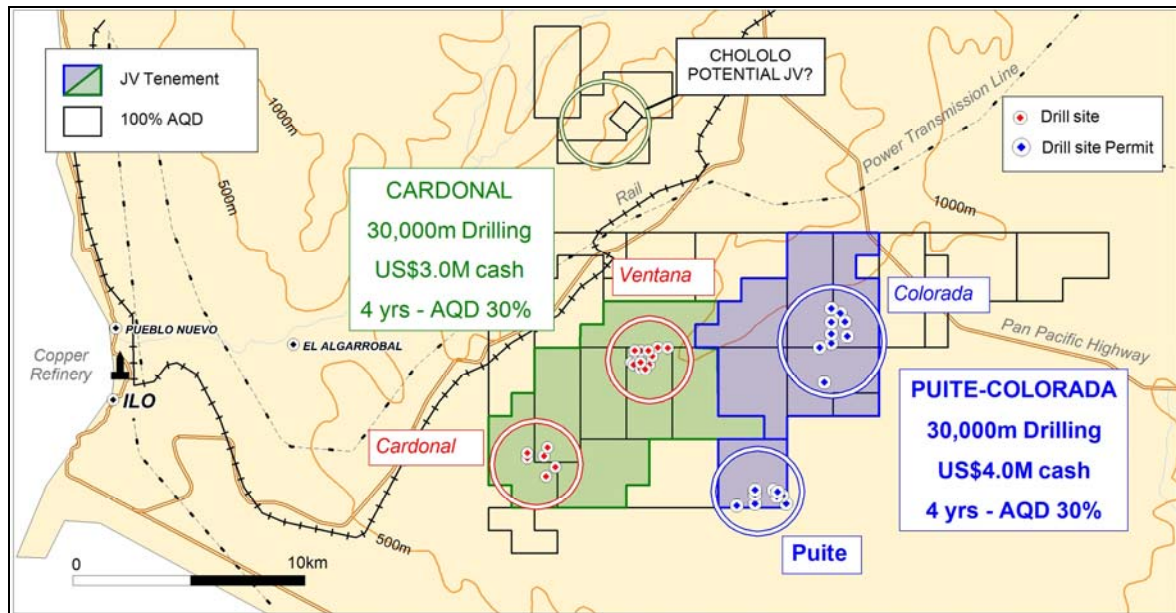 JV Tenement
100% AQD
CHOLOLO
POTENTIAL JV?
Drill site
Drill site Permit
Power Transmission Line
Rail
1000m
500m
1000m
CARDONAL
30,000m Drilling
US$3.0M cash
4 yrs - AQD 30%
Ventana
Colorada
PUEBLO NUEVO
EL ALGARROBAL
Copper
Refinery
ILO
Pan Pacific Highway
Cardonal
PUITE-COLORADA
30,000m Drilling
US$4.0M cash
4 yrs - AQD 30%
500m
Puite
0
10km